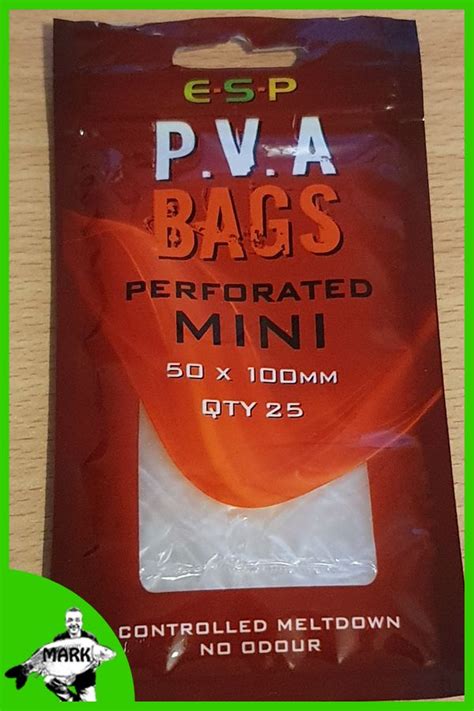 E-S-P
P.V.A
BAGS
PERFORATED
MINI
50 x 100MM
QTY 25
CONTROLLED MELTDOWN
NO ODOUR
MARK